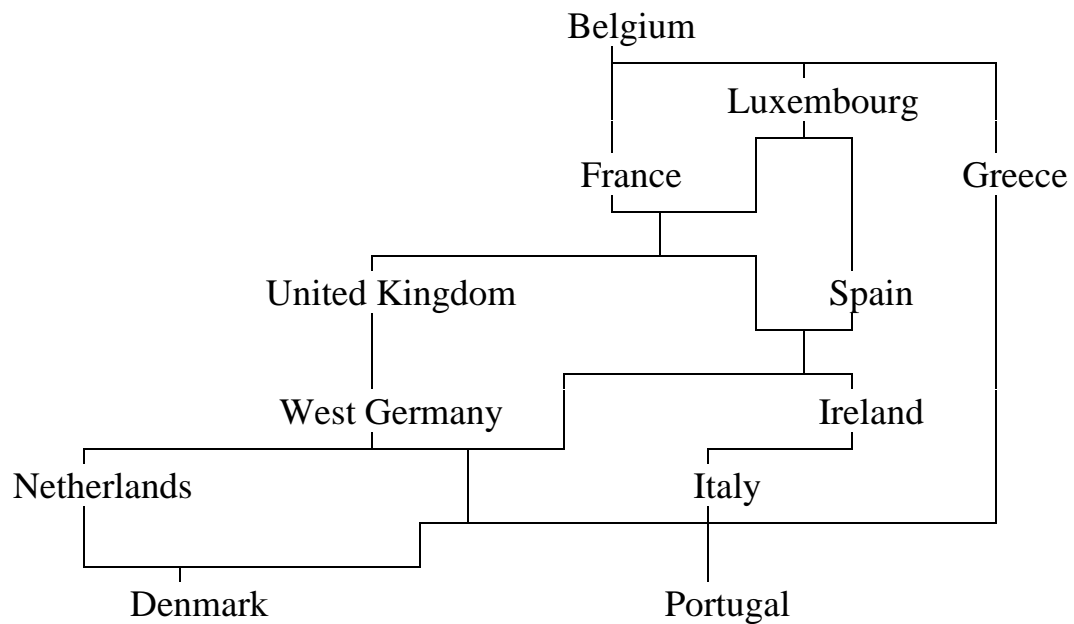 Belgium
Luxembourg
France
Greece
United Kingdom
Spain
West Germany
Ireland
Netherlands
Italy
Denmark
Portugal